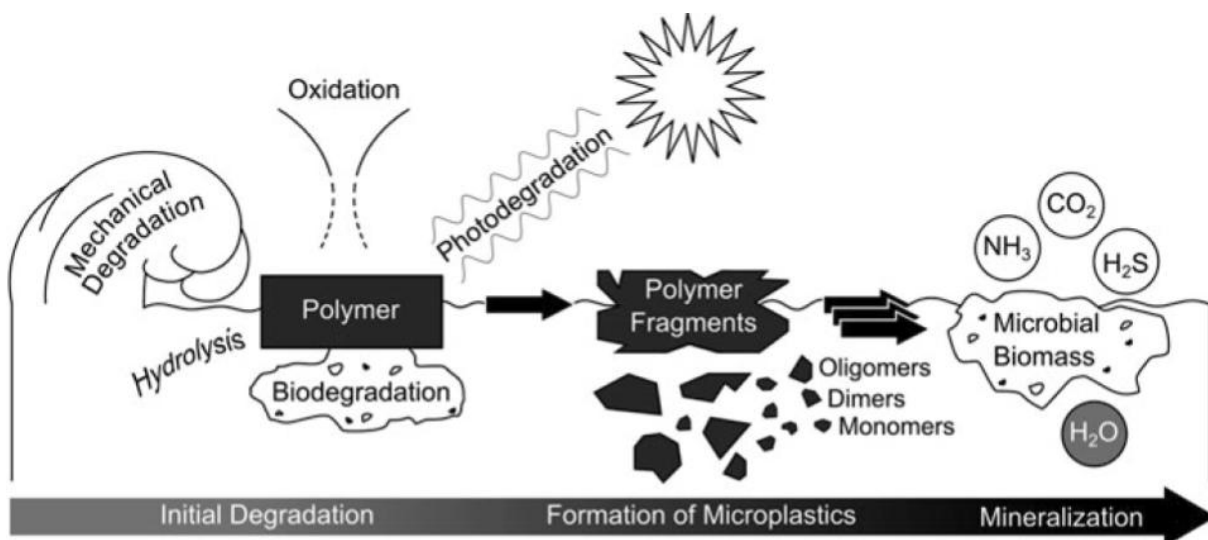 Oxidation
Mechanical
Degradation
Photodegradation
Hydrolysis
Polymer
Biodegradation
Polymer
Fragments
Oligomers
Dimers
Monomers
CO₂
NH₃
H₂S
Microbial
Biomass
H₂O
Initial Degradation
Formation of Microplastics
Mineralization